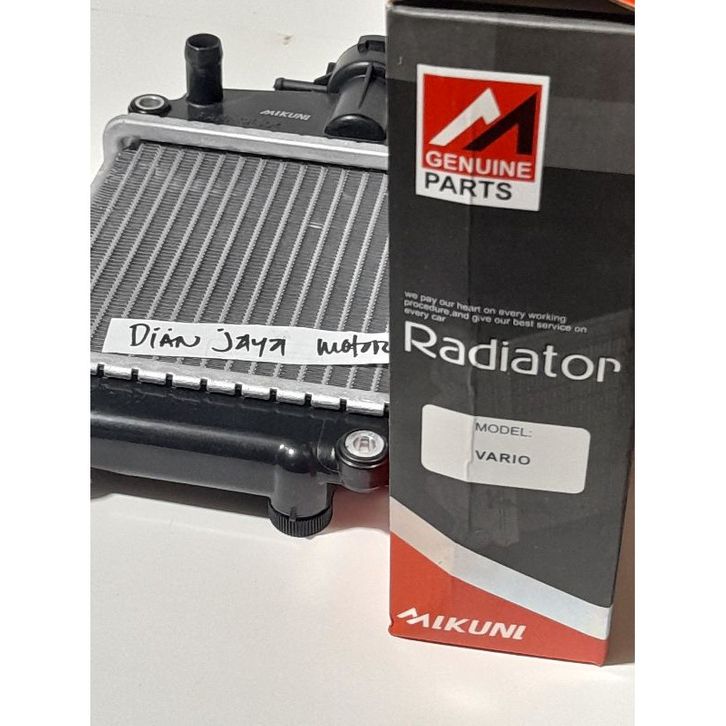 MIKUNI
GENUINE
PARTS
we pay our heart on every working
procedure,and give our best service on
every car
Radiator
DiAN JAYA motor
MODEL:
VARIO
MIKUNI